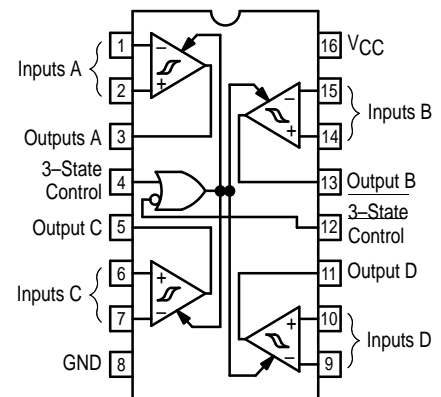 1
Inputs A
2
Outputs A
3
3–State
Control
4
Output C
5
6
Inputs C
7
GND
8
16
VCC
15
Inputs B
14
13
Output B
3–State
12
Control
11
Output D
10
Inputs D
9
–
+
+
–
–
+
+
–